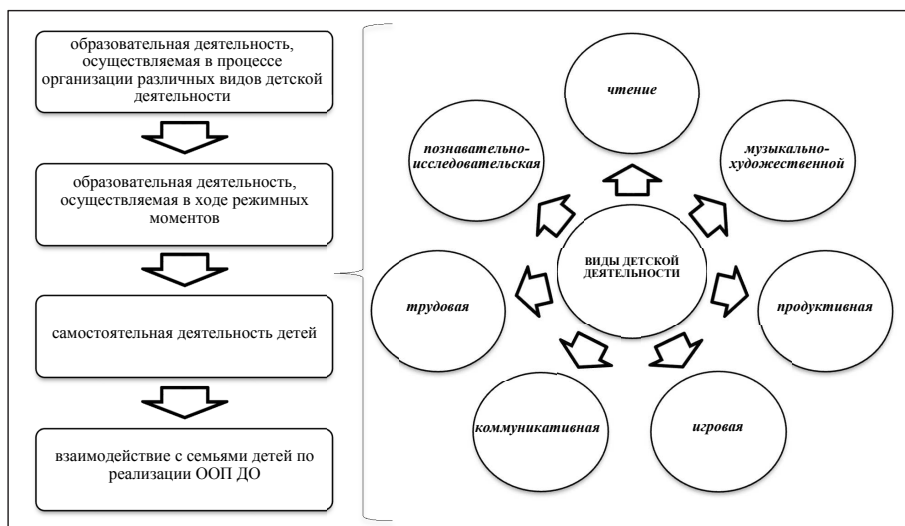 образовательная деятельность,
осуществляемая в процессе
организации различных видов детской
деятельности
образовательная деятельность,
осуществляемая в ходе режимных
моментов
самостоятельная деятельность детей
взаимодействие с семьями детей по
реализации ООП ДО
чтение
познавательно-
исследовательская
музыкально-
художественной
ВИДЫ ДЕТСКОЙ
ДЕЯТЕЛЬНОСТИ
трудовая
продуктивная
коммуникативная
игровая